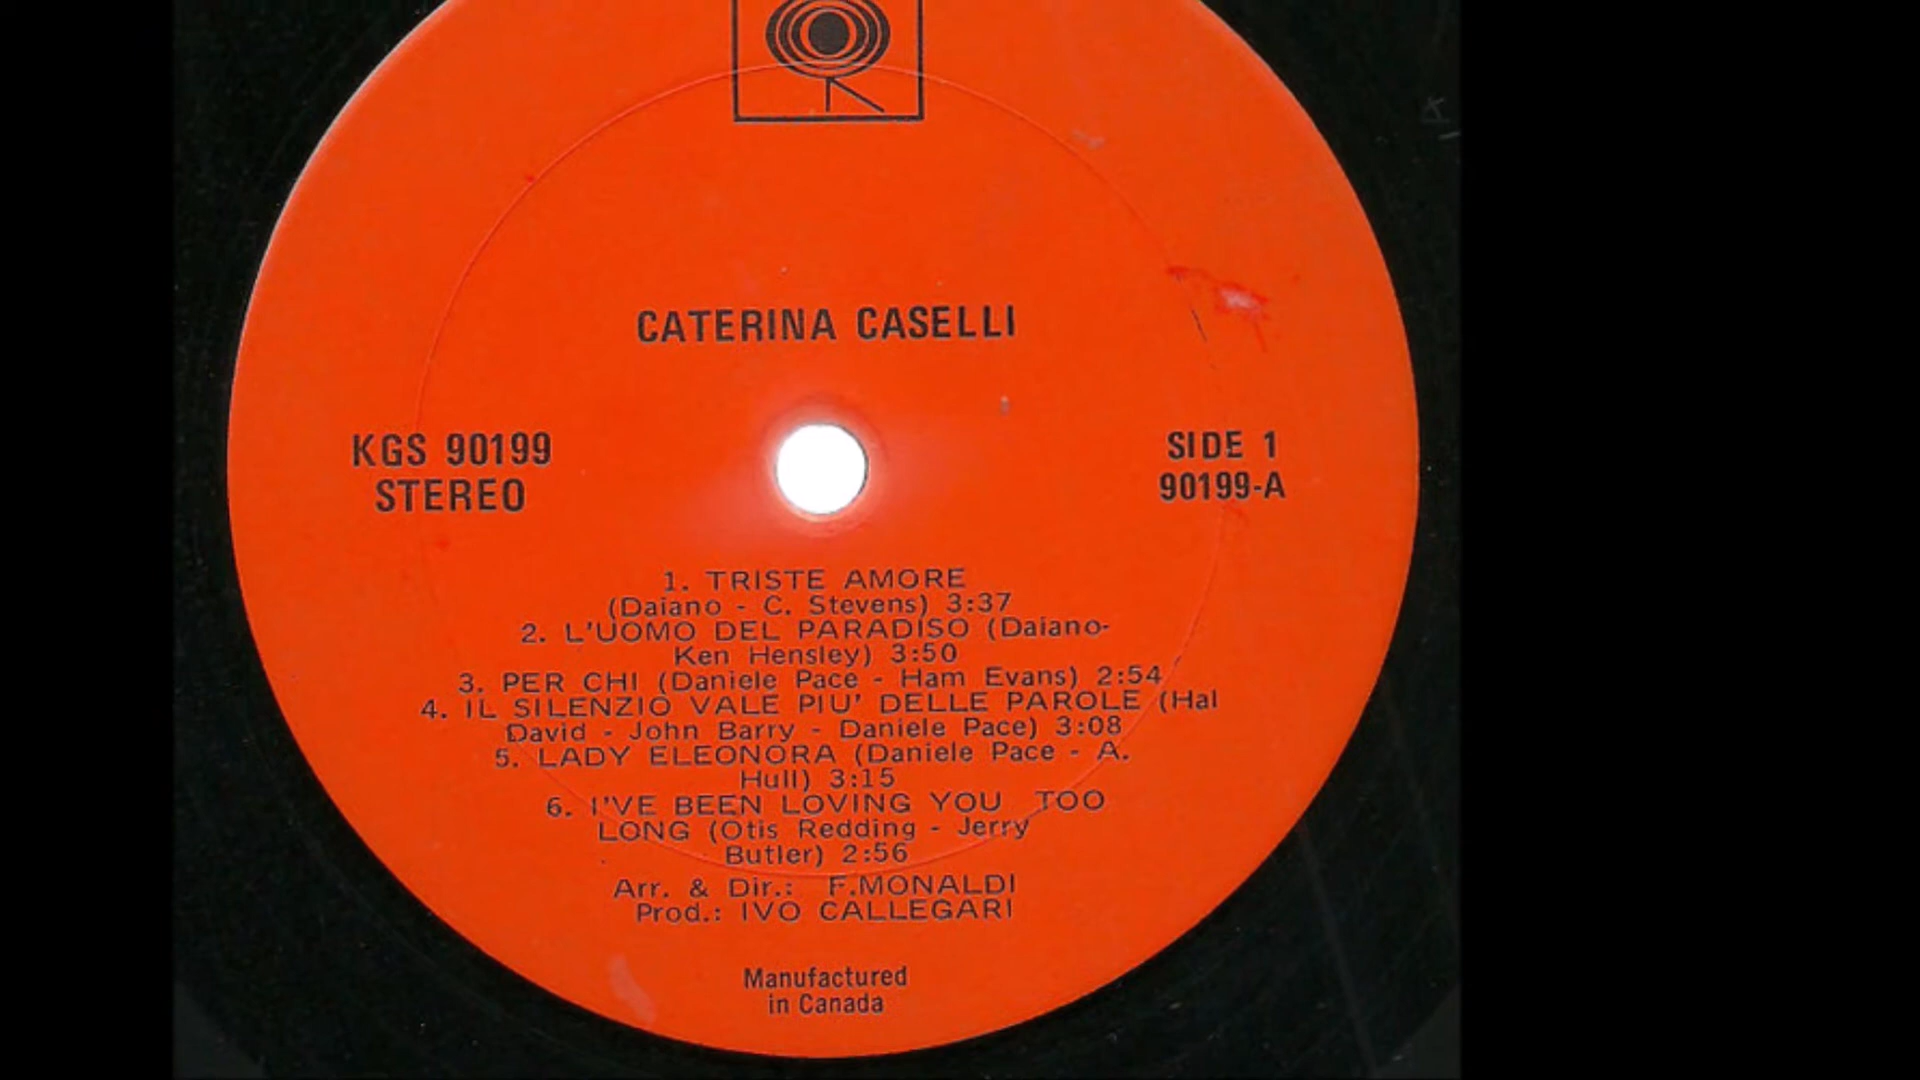 CATERINA CASELLI
KGS 90199
STEREO
SIDE 1
90199-A
1. TRISTE AMORE
(Daiano - C. Stevens) 3:37
2. L'UOMO DEL PARADISO (Daiano-
Ken Hensley) 3:50
3. PER CHI (Daniele Pace - Ham Evans) 2:54
4. IL SILENZIO VALE PIU' DELLE PAROLE (Hal
David - John Barry - Daniele Pace) 3:08
5. LADY ELEONORA (Daniele Pace - A.
Hull) 3:15
6. I'VE BEEN LOVING YOU TOO
LONG (Otis Redding - Jerry
Butler) 2:56
Arr. & Dir.: F.MONALDI
Prod.: IVO CALLEGARI
Manufactured
in Canada